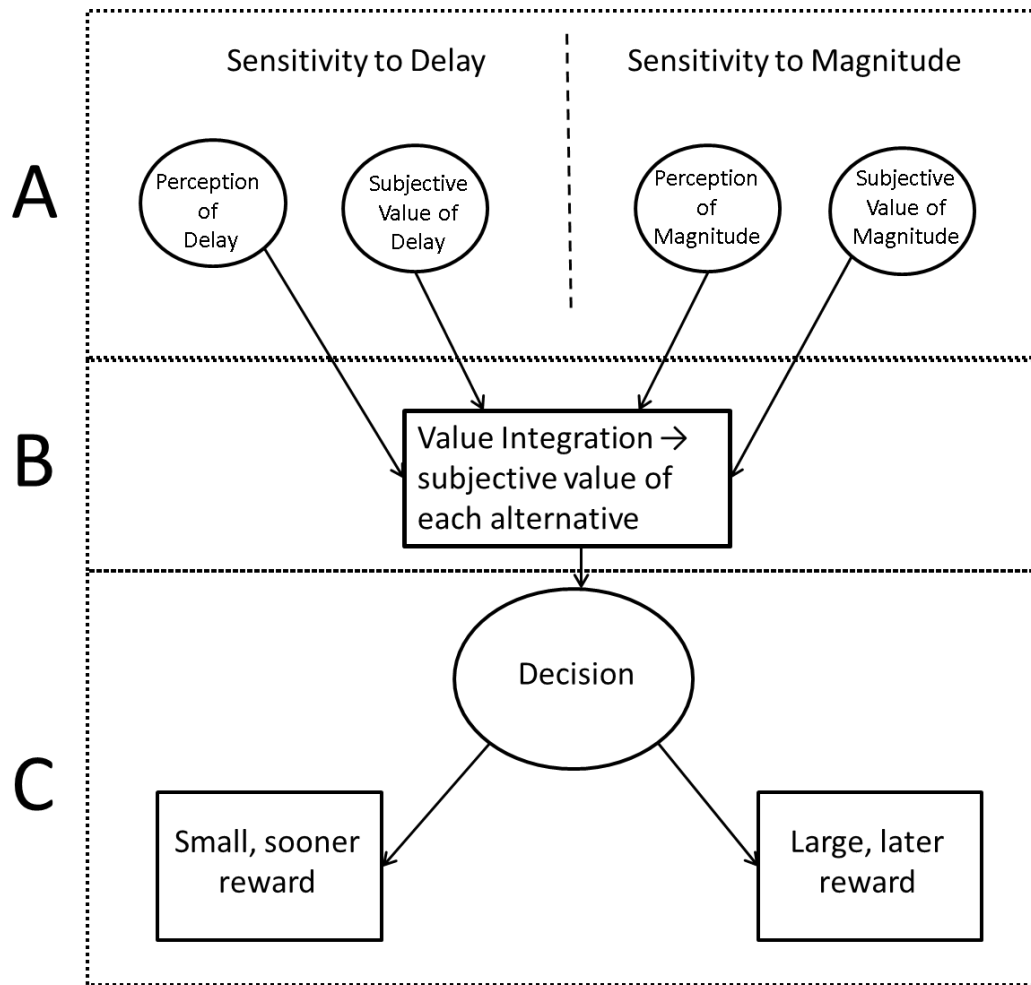 Sensitivity to Delay
Sensitivity to Magnitude
A
Perception
of
Delay
Subjective
Value of
Delay
Perception
of
Magnitude
Subjective
Value of
Magnitude
B
Value Integration →
subjective value of
each alternative
C
Decision
Small, sooner
reward
Large, later
reward